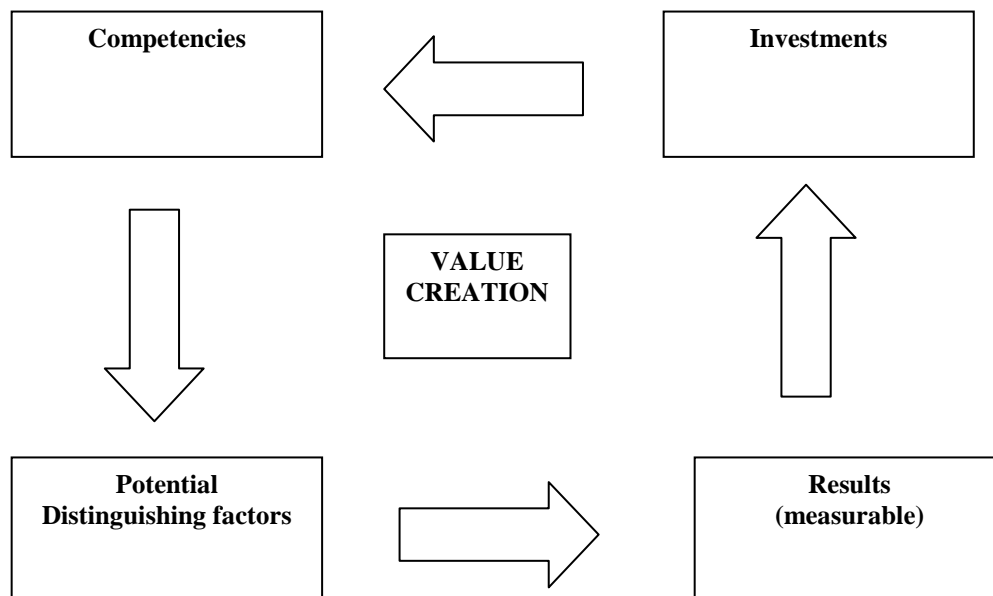 Competencies
Investments
VALUE
CREATION
Potential
Distinguishing factors
Results
(measurable)